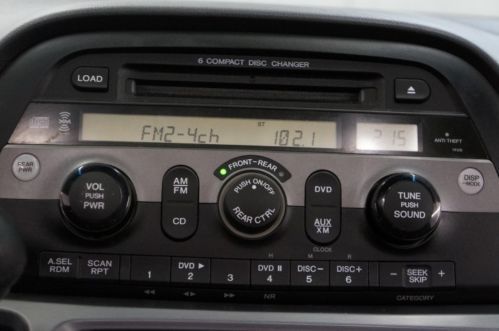 6 COMPACT DISC CHANGER
LOAD
ST
FM2-4ch 102.1 2:15
ANTI THEFT
REAR PWR
FRONT-REAR
DISP MODE
VOL PUSH PWR
AM FM
CD
PUSH ON/OFF
REAR CTRL
DVD
AUX XM
CLOCK
TUNE PUSH SOUND
H M R
A.SEL RDM
SCAN RPT
1
DVD ▶ 2
3
DVD II 4
DISC− 5
DISC+ 6
− SEEK SKIP +
◀◀ ◀◀ ▶▶ NR CATEGORY